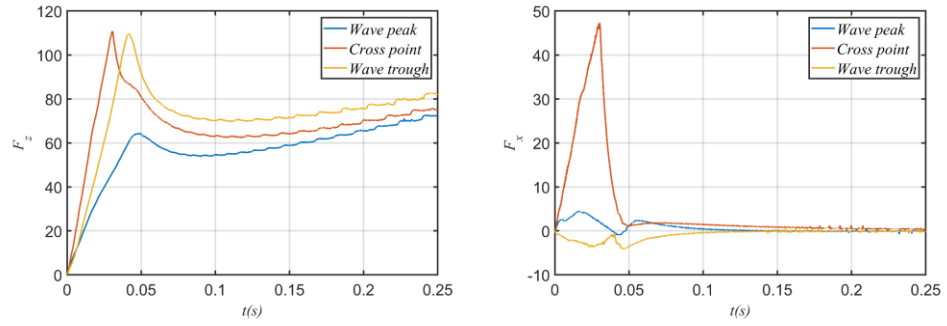 120
100
80
60
40
20
0
F_z
0 0.05 0.1 0.15 0.2 0.25
t(s)
Wave peak
Cross point
Wave trough
50
40
30
20
10
0
-10
F_x
0 0.05 0.1 0.15 0.2 0.25
t(s)
Wave peak
Cross point
Wave trough